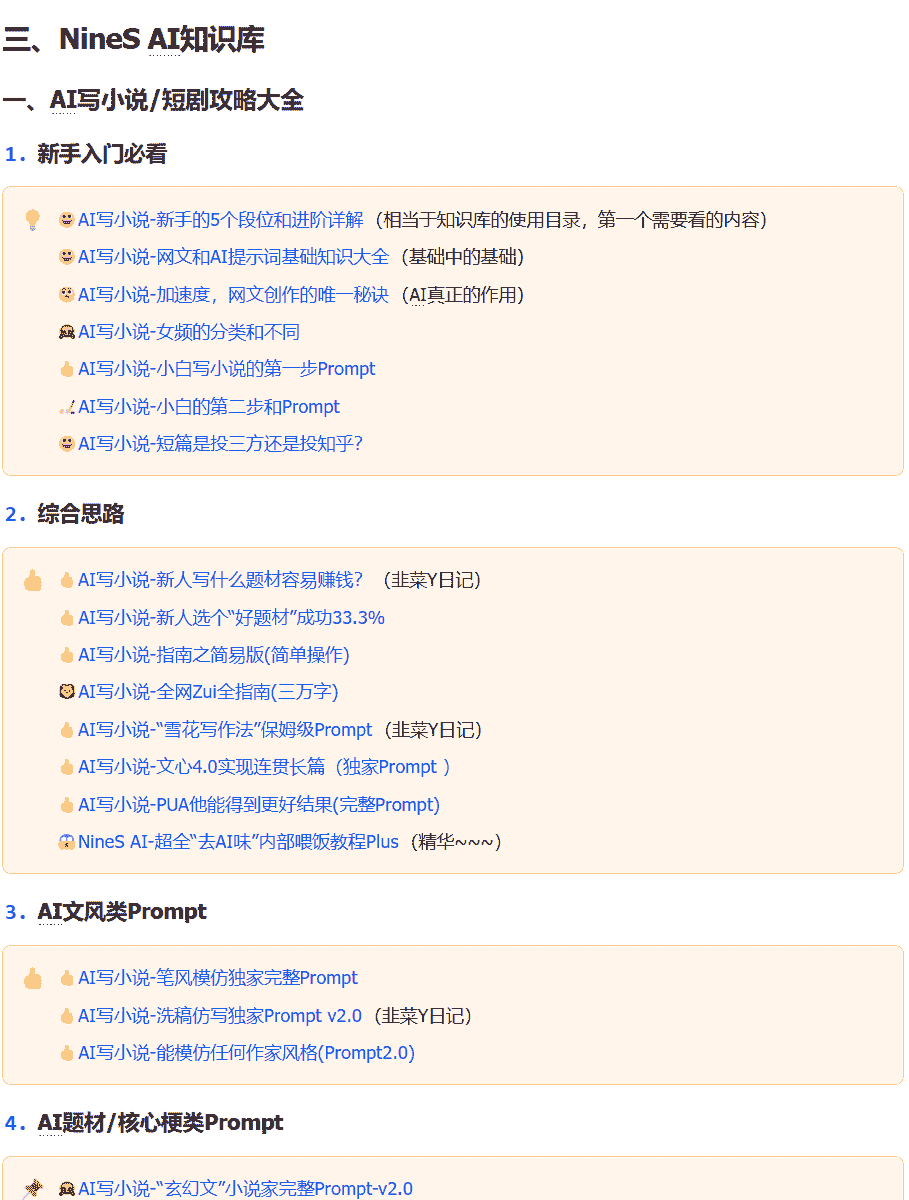 三、NineS AI知识库
一、AI写小说/短剧攻略大全
1. 新手入门必看
AI写小说-新手的5个段位和进阶详解（相当于知识库的使用目录，第一个需要看的内容）
AI写小说-网文和AI提示词基础知识大全（基础中的基础）
AI写小说-加速度，网文创作的唯一秘诀（AI真正的作用）
AI写小说-女频的分类和不同
AI写小说-小白写小说的第一步Prompt
AI写小说-小白的第二步和Prompt
AI写小说-短篇是投三方还是投知乎？
2. 综合思路
AI写小说-新人写什么题材容易赚钱？（韭菜Y日记）
AI写小说-新人选个“好题材”成功33.3%
AI写小说-指南之简易版(简单操作)
AI写小说-全网Zui全指南(三万字)
AI写小说-“雪花写作法”保姆级Prompt（韭菜Y日记）
AI写小说-文心4.0实现连贯长篇（独家Prompt ）
AI写小说-PUA他能得到更好结果(完整Prompt)
NineS AI-超全“去AI味”内部喂饭教程Plus（精华~~~）
3. AI文风类Prompt
AI写小说-笔风模仿独家完整Prompt
AI写小说-洗稿仿写独家Prompt v2.0（韭菜Y日记）
AI写小说-能模仿任何作家风格(Prompt2.0)
4. AI题材/核心梗类Prompt
AI写小说-“玄幻文”小说家完整Prompt-v2.0